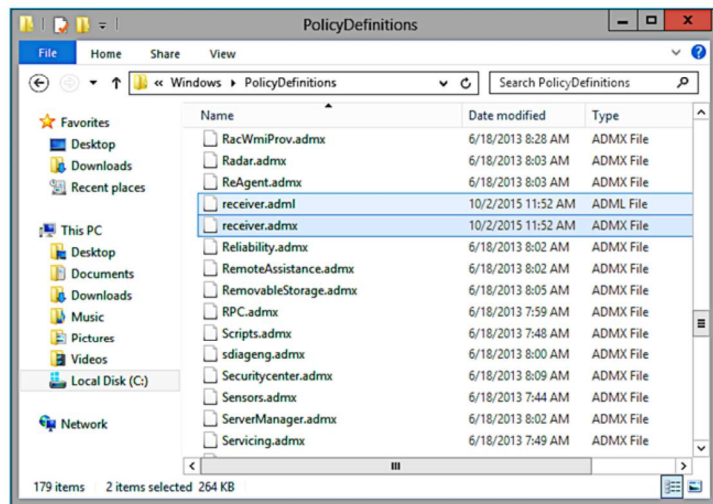 PolicyDefinitions
File Home Share View
« Windows PolicyDefinitions Search PolicyDefinitions
Favorites
Desktop
Downloads
Recent places
This PC
Desktop
Documents
Downloads
Music
Pictures
Videos
Local Disk (C:)
Network
Name Date modified Type
RacWmiProv.admx 6/18/2013 8:28 AM ADMX File
Radar.admx 6/18/2013 8:03 AM ADMX File
ReAgent.admx 6/18/2013 8:03 AM ADMX File
receiver.adml 10/2/2015 11:52 AM ADML File
receiver.admx 10/2/2015 11:52 AM ADMX File
Reliability.admx 6/18/2013 8:02 AM ADMX File
RemoteAssistance.admx 6/18/2013 8:02 AM ADMX File
RemovableStorage.admx 6/18/2013 8:05 AM ADMX File
RPC.admx 6/18/2013 7:59 AM ADMX File
Scripts.admx 6/18/2013 7:48 AM ADMX File
sdiageng.admx 6/18/2013 8:00 AM ADMX File
Securitycenter.admx 6/18/2013 8:09 AM ADMX File
Sensors.admx 6/18/2013 7:44 AM ADMX File
ServerManager.admx 6/18/2013 8:02 AM ADMX File
Servicing.admx 6/18/2013 7:49 AM ADMX File
179 items 2 items selected 264 KB